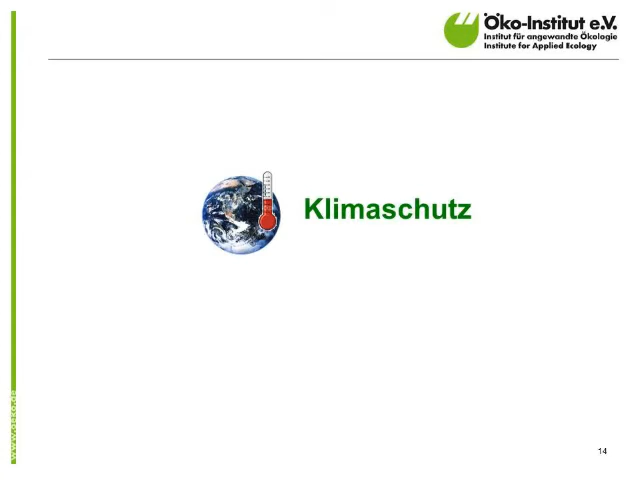 Öko-Institut e.V.
Institut für angewandte Ökologie
Institute for Applied Ecology
Klimaschutz
www.oeko.de
14